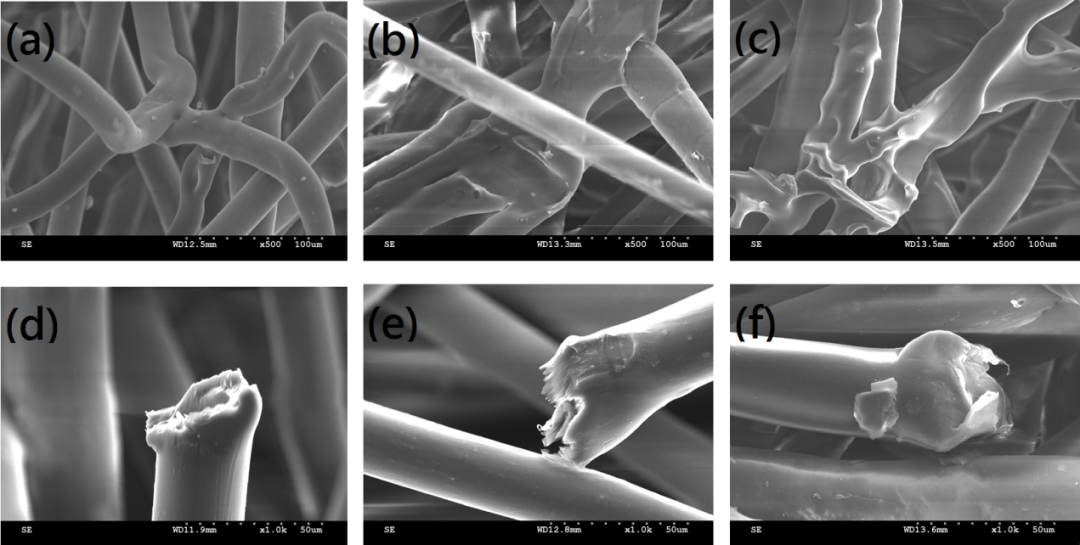 (a)
(b)
(c)
SE WD12.5mm x500 100um
SE WD13.3mm x500 100um
SE WD13.5mm x500 100um
(d)
(e)
(f)
SE WD11.9mm x1.0k 50um
SE WD12.8mm x1.0k 50um
SE WD13.6mm x1.0k 50um